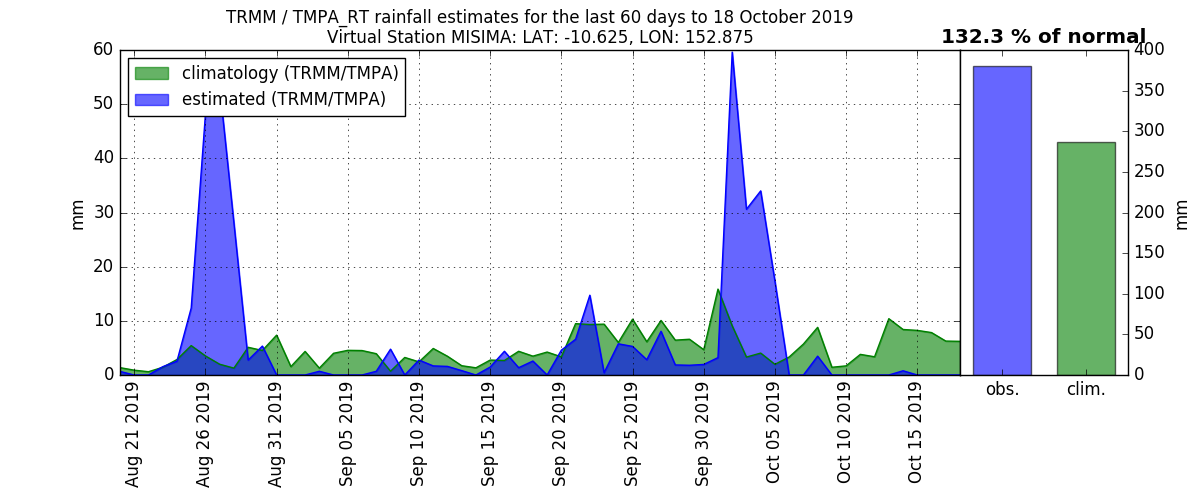 TRMM / TMPA_RT rainfall estimates for the last 60 days to 18 October 2019
Virtual Station MISIMA: LAT: -10.625, LON: 152.875
132.3 % of normal
climatology (TRMM/TMPA)
estimated (TRMM/TMPA)
60
50
40
30
20
10
0
mm
Aug 21 2019
Aug 26 2019
Aug 31 2019
Sep 05 2019
Sep 10 2019
Sep 15 2019
Sep 20 2019
Sep 25 2019
Sep 30 2019
Oct 05 2019
Oct 10 2019
Oct 15 2019
obs.
clim.
400
350
300
250
200
150
100
50
0
mm